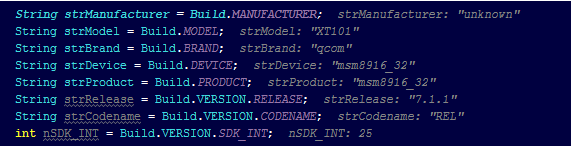 String strManufacturer = Build.MANUFACTURER;  strManufacturer: "unknown"
String strModel = Build.MODEL;  strModel: "XT101"
String strBrand = Build.BRAND;  strBrand: "qcom"
String strDevice = Build.DEVICE;  strDevice: "msm8916_32"
String strProduct = Build.PRODUCT;  strProduct: "msm8916_32"
String strRelease = Build.VERSION.RELEASE;  strRelease: "7.1.1"
String strCodename = Build.VERSION.CODENAME;  strCodename: "REL"
int nSDK_INT = Build.VERSION.SDK_INT;  nSDK_INT: 25